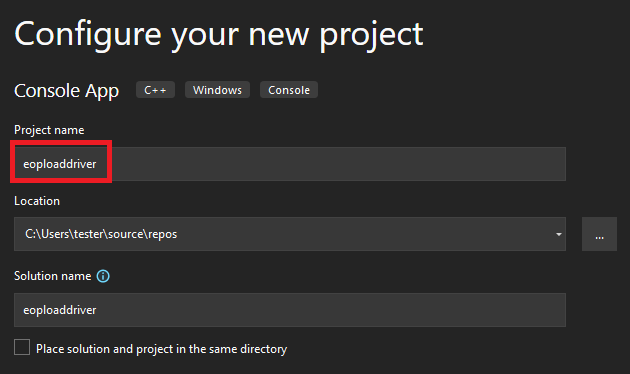 Configure your new project
Console App C++ Windows Console
Project name
eoploaddriver
Location
C:\Users\tester\source\repos
...
Solution name
eoploaddriver
Place solution and project in the same directory